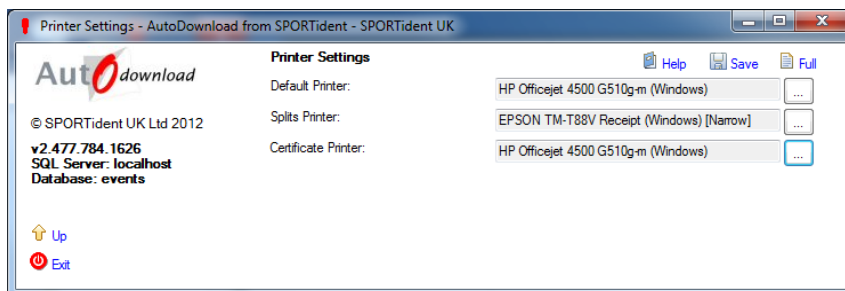 Printer Settings - AutoDownload from SPORTident - SPORTident UK
AutOdownload
Printer Settings
Help Save Full
Default Printer: HP Officejet 4500 G510g-m (Windows) ...
© SPORTident UK Ltd 2012
Splits Printer: EPSON TM-T88V Receipt (Windows) [Narrow] ...
v2.477.784.1626
Certificate Printer: HP Officejet 4500 G510g-m (Windows) ...
SQL Server: localhost
Database: events
Up
Exit